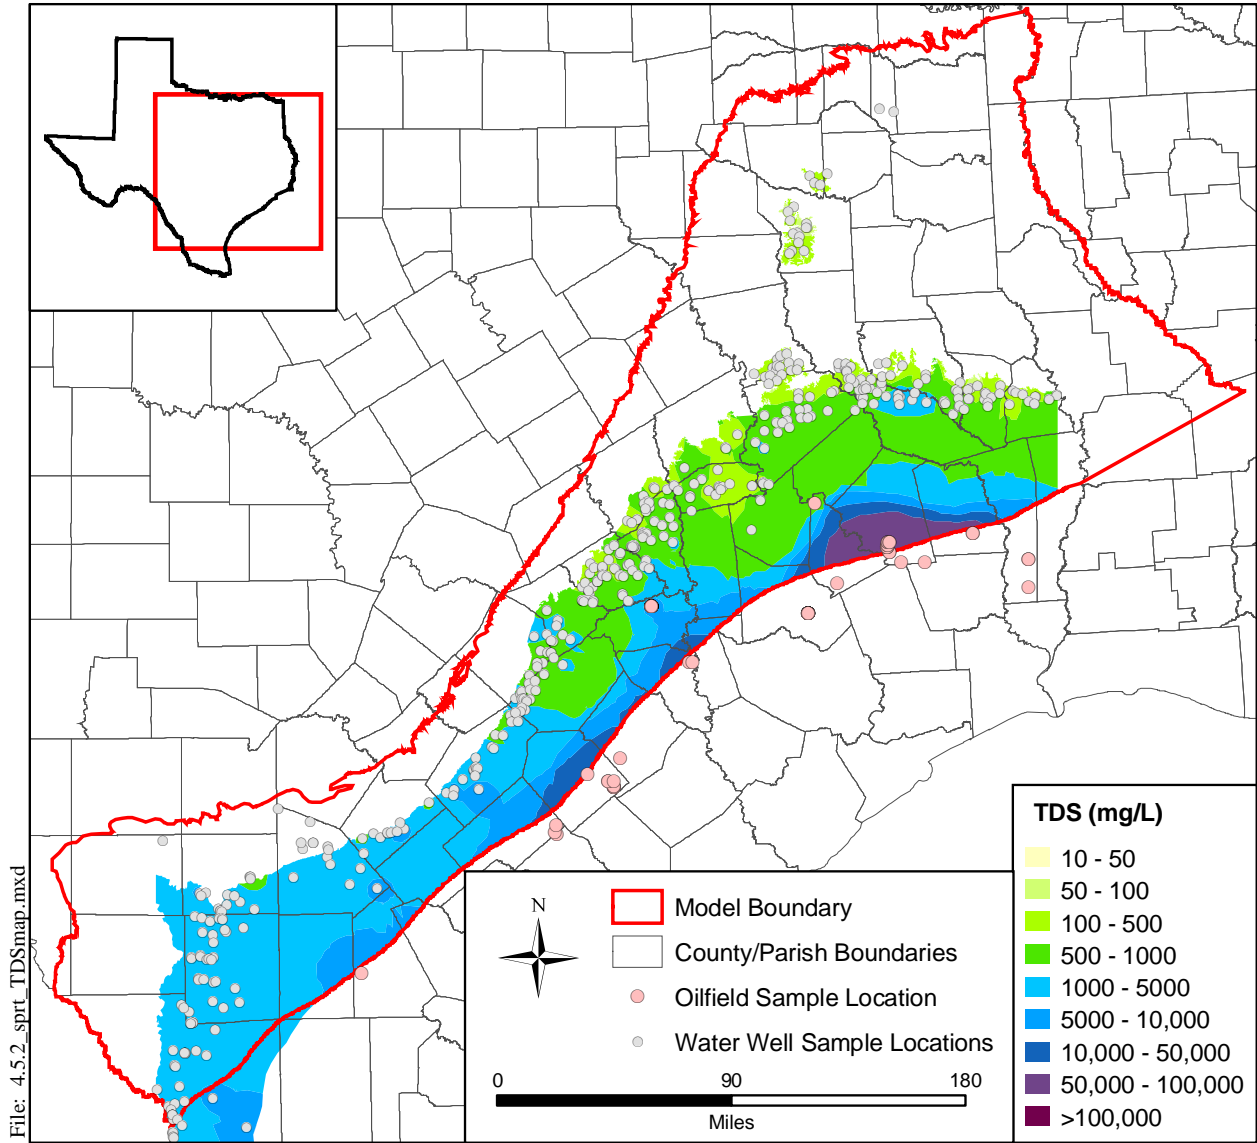 File: 4.5.2_sprt_TDSmap.mxd
N
Model Boundary
County/Parish Boundaries
Oilfield Sample Location
Water Well Sample Locations
0 90 180
Miles
TDS (mg/L)
10 - 50
50 - 100
100 - 500
500 - 1000
1000 - 5000
5000 - 10,000
10,000 - 50,000
50,000 - 100,000
>100,000